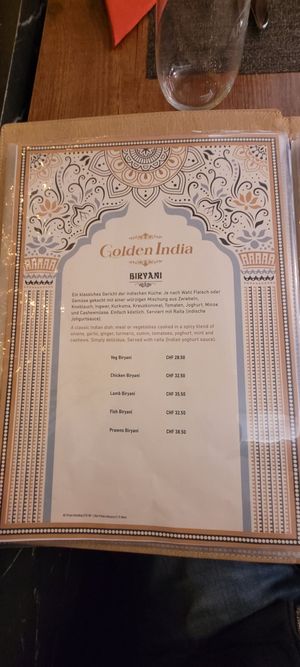 Golden India
BIRYANI
Ein klassisches Gericht der indischen Küche. Je nach Wahl Fleisch oder
Gemüse gekocht mit einer würzigen Mischung aus Zwiebeln,
Knoblauch, Ingwer, Kurkuma, Kreuzkümmel, Tomaten, Joghurt, Minze
und Cashewnüsse. Einfach köstlich. Serviert mit Raita (indische
Johgurtsauce).
A classic Indian dish; meat or vegetables cooked in a spicy blend of
onions, garlic, ginger, turmeric, cumin, tomatoes, yoghurt, mint and
cashews. Simply delicious. Served with raita (Indian yoghurt sauce).
Veg Biryani CHF 28.50
Chicken Biryani CHF 32.50
Lamb Biryani CHF 35.50
Fish Biryani CHF 32.50
Prawns Biryani CHF 38.50